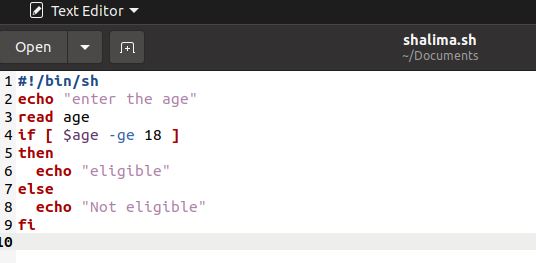 Text Editor
Open
shalima.sh
~/Documents
1 #!/bin/sh
2 echo "enter the age"
3 read age
4 if [ $age -ge 18 ]
5 then
6   echo "eligible"
7 else
8   echo "Not eligible"
9 fi
10